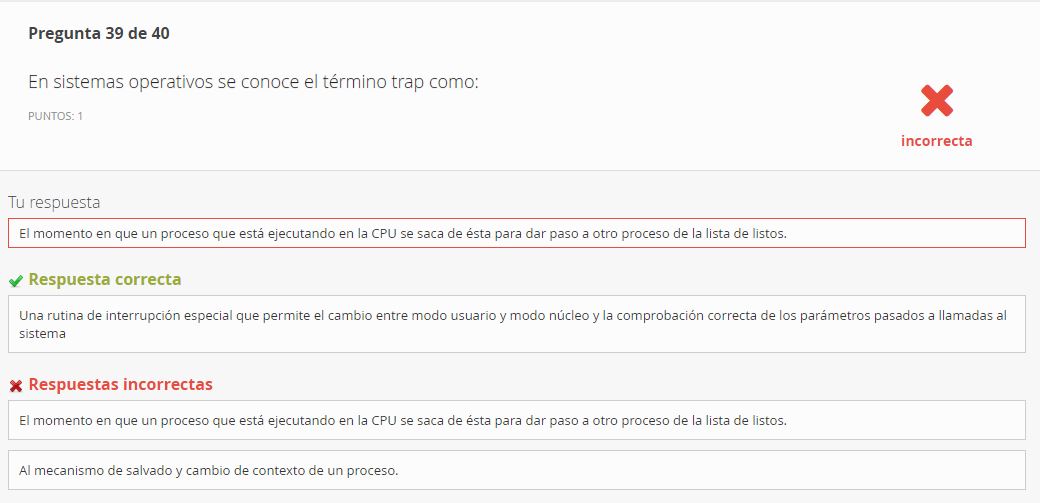 Pregunta 39 de 40
En sistemas operativos se conoce el término trap como:
PUNTOS: 1
incorrecta
Tu respuesta
El momento en que un proceso que está ejecutando en la CPU se saca de ésta para dar paso a otro proceso de la lista de listos.
Respuesta correcta
Una rutina de interrupción especial que permite el cambio entre modo usuario y modo núcleo y la comprobación correcta de los parámetros pasados a llamadas al
sistema
Respuestas incorrectas
El momento en que un proceso que está ejecutando en la CPU se saca de ésta para dar paso a otro proceso de la lista de listos.
Al mecanismo de salvado y cambio de contexto de un proceso.